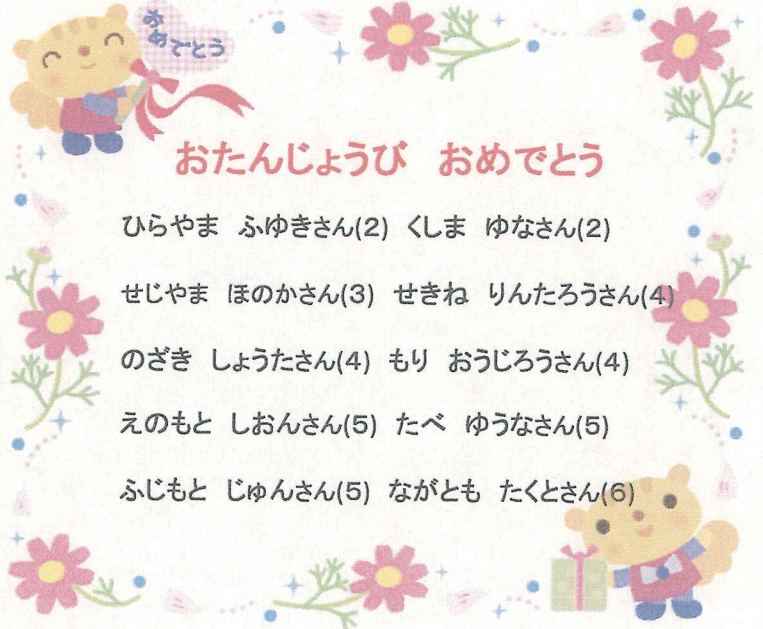 おめでとう
おたんじょうび　おめでとう
ひらやま　ふゆきさん(2)　くしま　ゆなさん(2)
せじやま　ほのかさん(3)　せきね　りんたろうさん(4)
のざき　しょうたさん(4)　もり　おうじろうさん(4)
えのもと　しおんさん(5)　たべ　ゆうなさん(5)
ふじもと　じゅんさん(5)　ながとも　たくとさん(6)